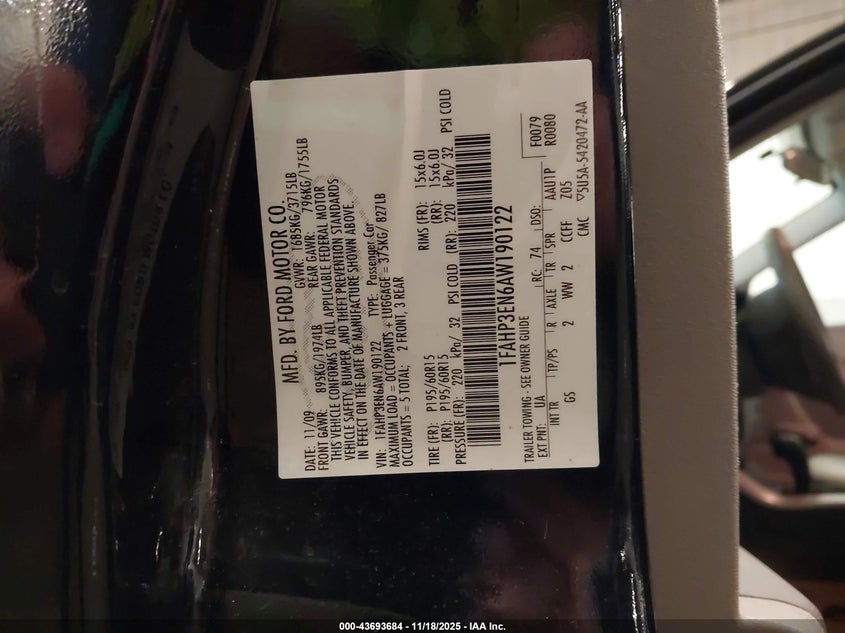 MFD. BY FORD MOTOR CO.
DATE: 11/09 GVWR: 1685KG/3715LB
FRONT GAWR: 895KG/1974LB REAR GAWR: 796KG/1755LB
THIS VEHICLE CONFORMS TO ALL APPLICABLE FEDERAL MOTOR
VEHICLE SAFETY, BUMPER, AND THEFT PREVENTION STANDARDS
IN EFFECT ON THE DATE OF MANUFACTURE SHOWN ABOVE.
VIN: 1FAHP3EN6AW190122 TYPE: Passenger Car
MAXIMUM LOAD = OCCUPANTS + LUGGAGE = 375KG/ 827LB
OCCUPANTS = 5 TOTAL; 2 FRONT, 3 REAR
TIRE (FR): P195/60R15 RIMS (FR): 15x6.0J
(RR): P195/60R15 (RR): 15x6.0J
PRESSURE (FR): 220 kPa/ 32 PSI COLD (RR): 220 kPa/ 32 PSI COLD
1FAHP3EN6AW190122
TRAILER TOWING - SEE OWNER GUIDE F0079
EXT PNT: UA RC: 74 DSO: R0080
INT TR TP/PS R AXLE TR SPR AAU1P
GS 2 WW 2 CCFF Z05
CMC ▽5U5A-5420472-AA
000-43693684 - 11/18/2025 - IAA Inc.